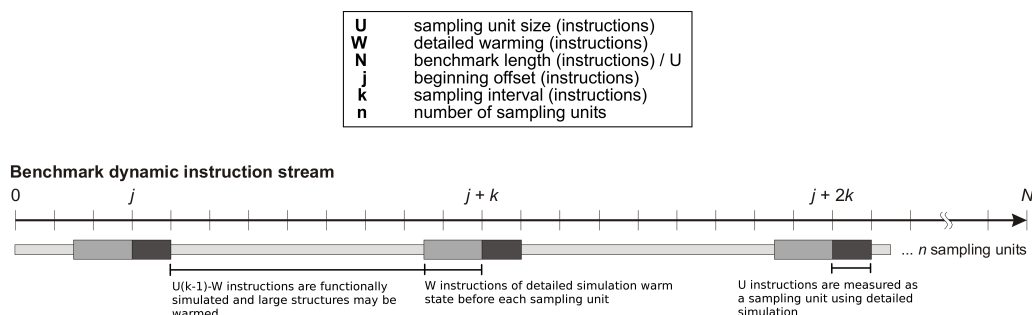 U sampling unit size (instructions)
W detailed warming (instructions)
N benchmark length (instructions) / U
j beginning offset (instructions)
k sampling interval (instructions)
n number of sampling units
Benchmark dynamic instruction stream
0 j j + k j + 2k N
... n sampling units
U(k-1)-W instructions are functionally
simulated and large structures may be
warmed
W instructions of detailed simulation warm
state before each sampling unit
U instructions are measured as
a sampling unit using detailed
simulation